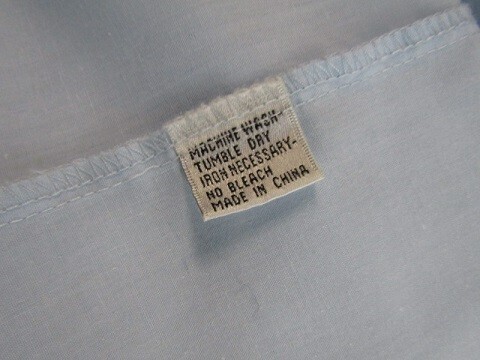 MACHINE WASH-
TUMBLE DRY
IRON NECESSARY-
NO BLEACH
MADE IN CHINA